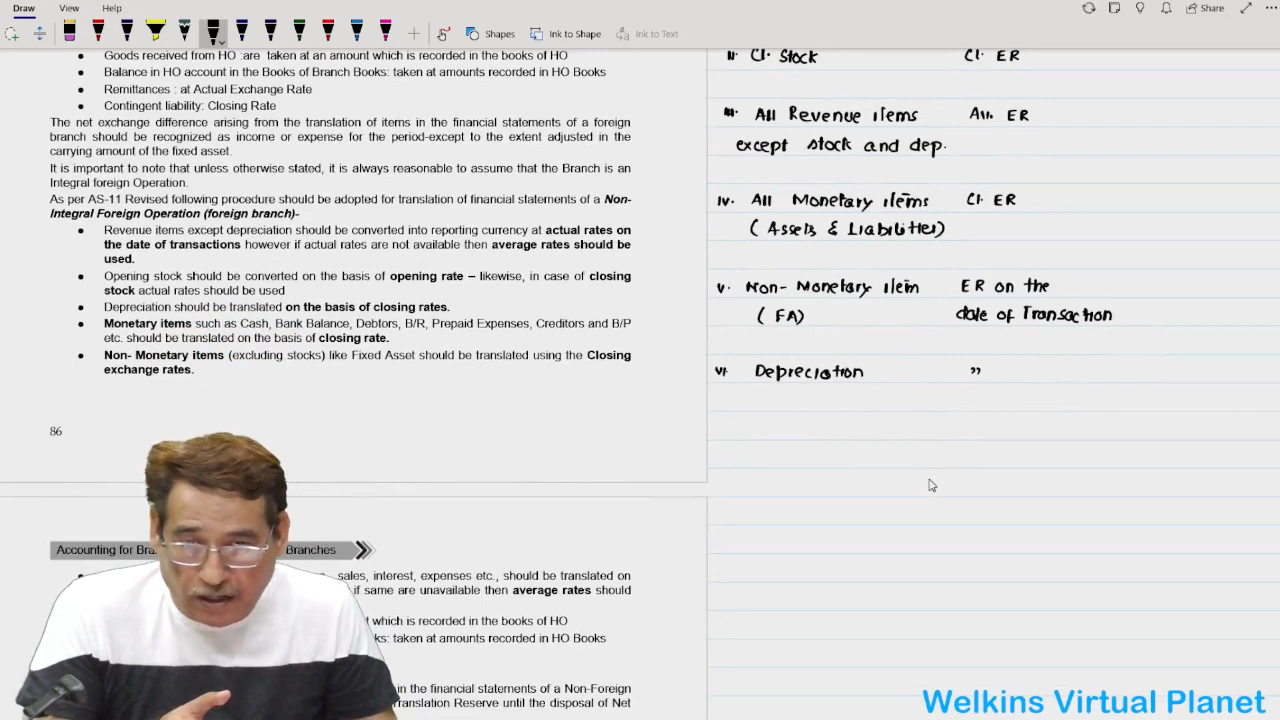 Draw View Help
Share
Shapes Ink to Shape Ink to Text
• Goods received from HO :are taken at an amount which is recorded in the books of HO
• Balance in HO account in the Books of Branch Books: taken at amounts recorded in HO Books
• Remittances : at Actual Exchange Rate
• Contingent liability: Closing Rate
The net exchange difference arising from the translation of items in the financial statements of a foreign
branch should be recognized as income or expense for the period-except to the extent adjusted in the
carrying amount of the fixed asset.
It is important to note that unless otherwise stated, it is always reasonable to assume that the Branch is an
Integral foreign Operation.
As per AS-11 Revised following procedure should be adopted for translation of financial statements of a Non-
Integral Foreign Operation (foreign branch)-
• Revenue items except depreciation should be converted into reporting currency at actual rates on
the date of transactions however if actual rates are not available then average rates should be
used.
• Opening stock should be converted on the basis of opening rate – likewise, in case of closing
stock actual rates should be used
• Depreciation should be translated on the basis of closing rates.
• Monetary items such as Cash, Bank Balance, Debtors, B/R, Prepaid Expenses, Creditors and B/P
etc. should be translated on the basis of closing rate.
• Non- Monetary items (excluding stocks) like Fixed Asset should be translated using the Closing
exchange rates.
86
Accounting for Branches
sales, interest, expenses etc., should be translated on
if same are unavailable then average rates should
which is recorded in the books of HO
taken at amounts recorded in HO Books
in the financial statements of a Non-Foreign
Translation Reserve until the disposal of Net
ii. Cl. Stock Cl. ER
iii. All Revenue items Av. ER
except stock and dep.
iv. All Monetary items Cl. ER
( Assets & Liabilities)
v. Non- Monetary item ER on the
( FA) date of Transaction
vi. Depreciation ,,
Welkins Virtual Planet